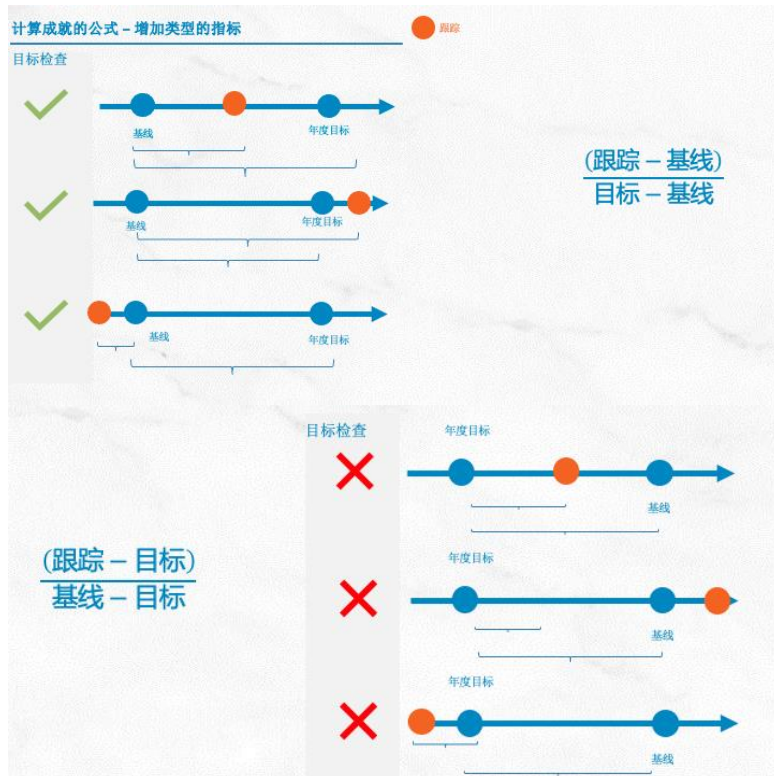 计算成就的公式 – 增加类型的指标
跟踪
目标检查
基线
年度目标
(跟踪 – 基线)
目标 – 基线
基线
年度目标
基线
年度目标
目标检查
年度目标
基线
(跟踪 – 目标)
基线 – 目标
年度目标
基线
年度目标
基线